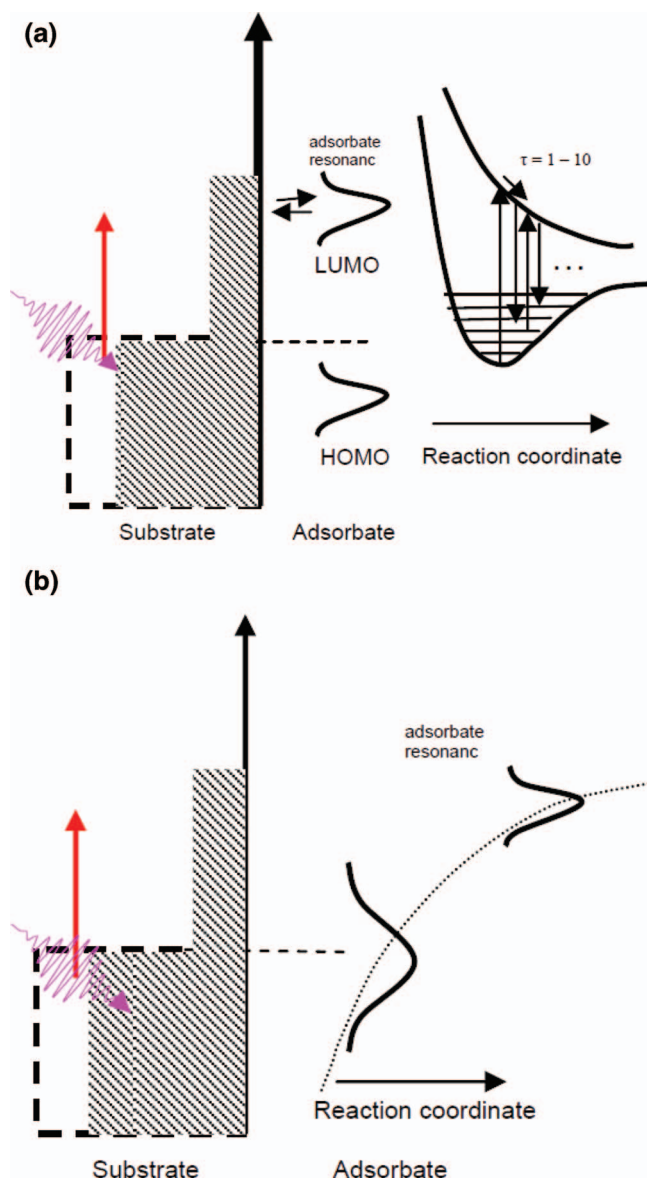 (a)
adsorbate
resonanc
τ = 1 – 10
LUMO
...
HOMO
Reaction coordinate
Substrate
Adsorbate
(b)
adsorbate
resonanc
Reaction coordinate
Substrate
Adsorbate